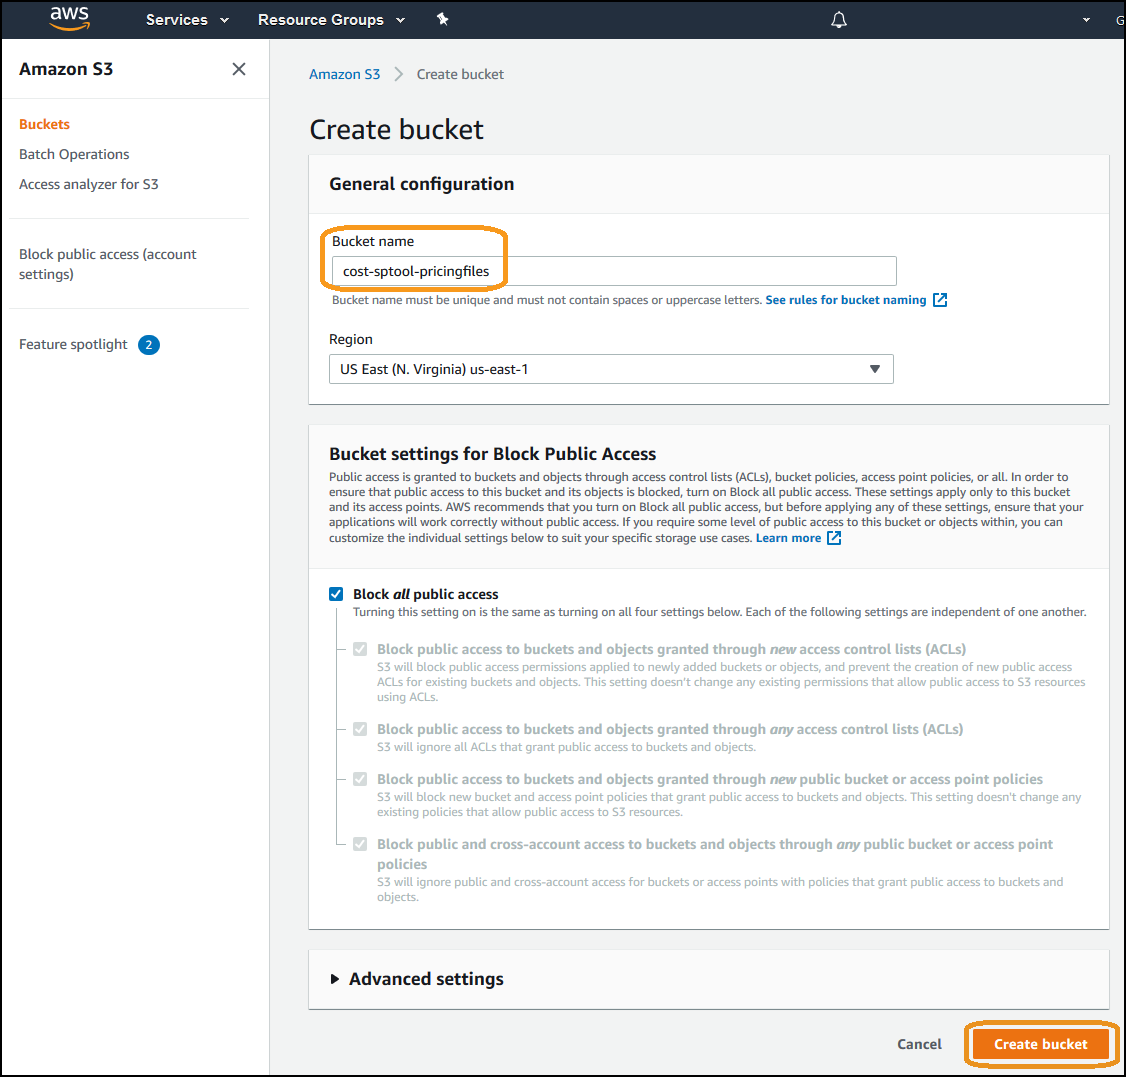 aws
Services
Resource Groups
G
Amazon S3
Buckets
Batch Operations
Access analyzer for S3
Block public access (account
settings)
Feature spotlight 2
Amazon S3 Create bucket
Create bucket
General configuration
Bucket name
cost-sptool-pricingfiles
Bucket name must be unique and must not contain spaces or uppercase letters. See rules for bucket naming
Region
US East (N. Virginia) us-east-1
Bucket settings for Block Public Access
Public access is granted to buckets and objects through access control lists (ACLs), bucket policies, access point policies, or all. In order to
ensure that public access to this bucket and its objects is blocked, turn on Block all public access. These settings apply only to this bucket
and its access points. AWS recommends that you turn on Block all public access, but before applying any of these settings, ensure that your
applications will work correctly without public access. If you require some level of public access to this bucket or objects within, you can
customize the individual settings below to suit your specific storage use cases. Learn more
Block all public access
Turning this setting on is the same as turning on all four settings below. Each of the following settings are independent of one another.
Block public access to buckets and objects granted through new access control lists (ACLs)
S3 will block public access permissions applied to newly added buckets or objects, and prevent the creation of new public access
ACLs for existing buckets and objects. This setting doesn't change any existing permissions that allow public access to S3 resources
using ACLs.
Block public access to buckets and objects granted through any access control lists (ACLs)
S3 will ignore all ACLs that grant public access to buckets and objects.
Block public access to buckets and objects granted through new public bucket or access point policies
S3 will block new bucket and access point policies that grant public access to buckets and objects. This setting doesn't change any
existing policies that allow public access to S3 resources.
Block public and cross-account access to buckets and objects through any public bucket or access point
policies
S3 will ignore public and cross-account access for buckets or access points with policies that grant public access to buckets and
objects.
Advanced settings
Cancel
Create bucket